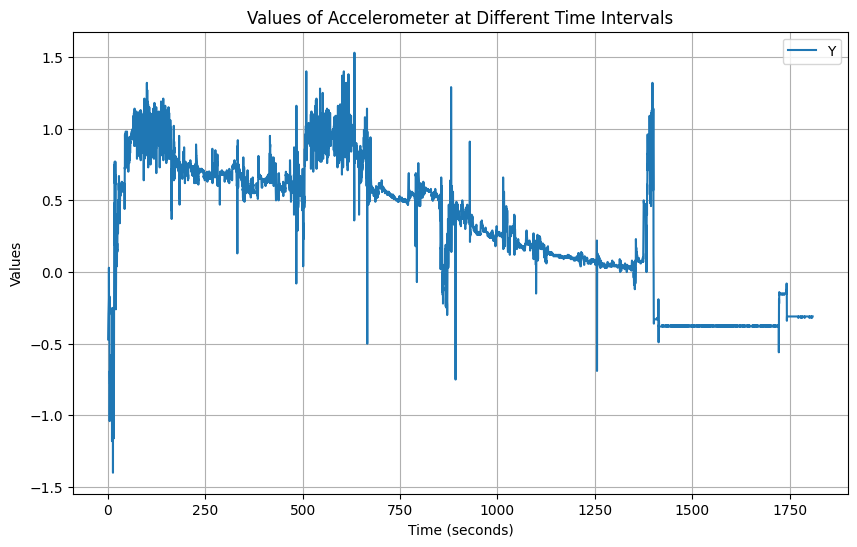 Values of Accelerometer at Different Time Intervals
Y
1.5
1.0
0.5
0.0
−0.5
−1.0
−1.5
Values
0 250 500 750 1000 1250 1500 1750
Time (seconds)